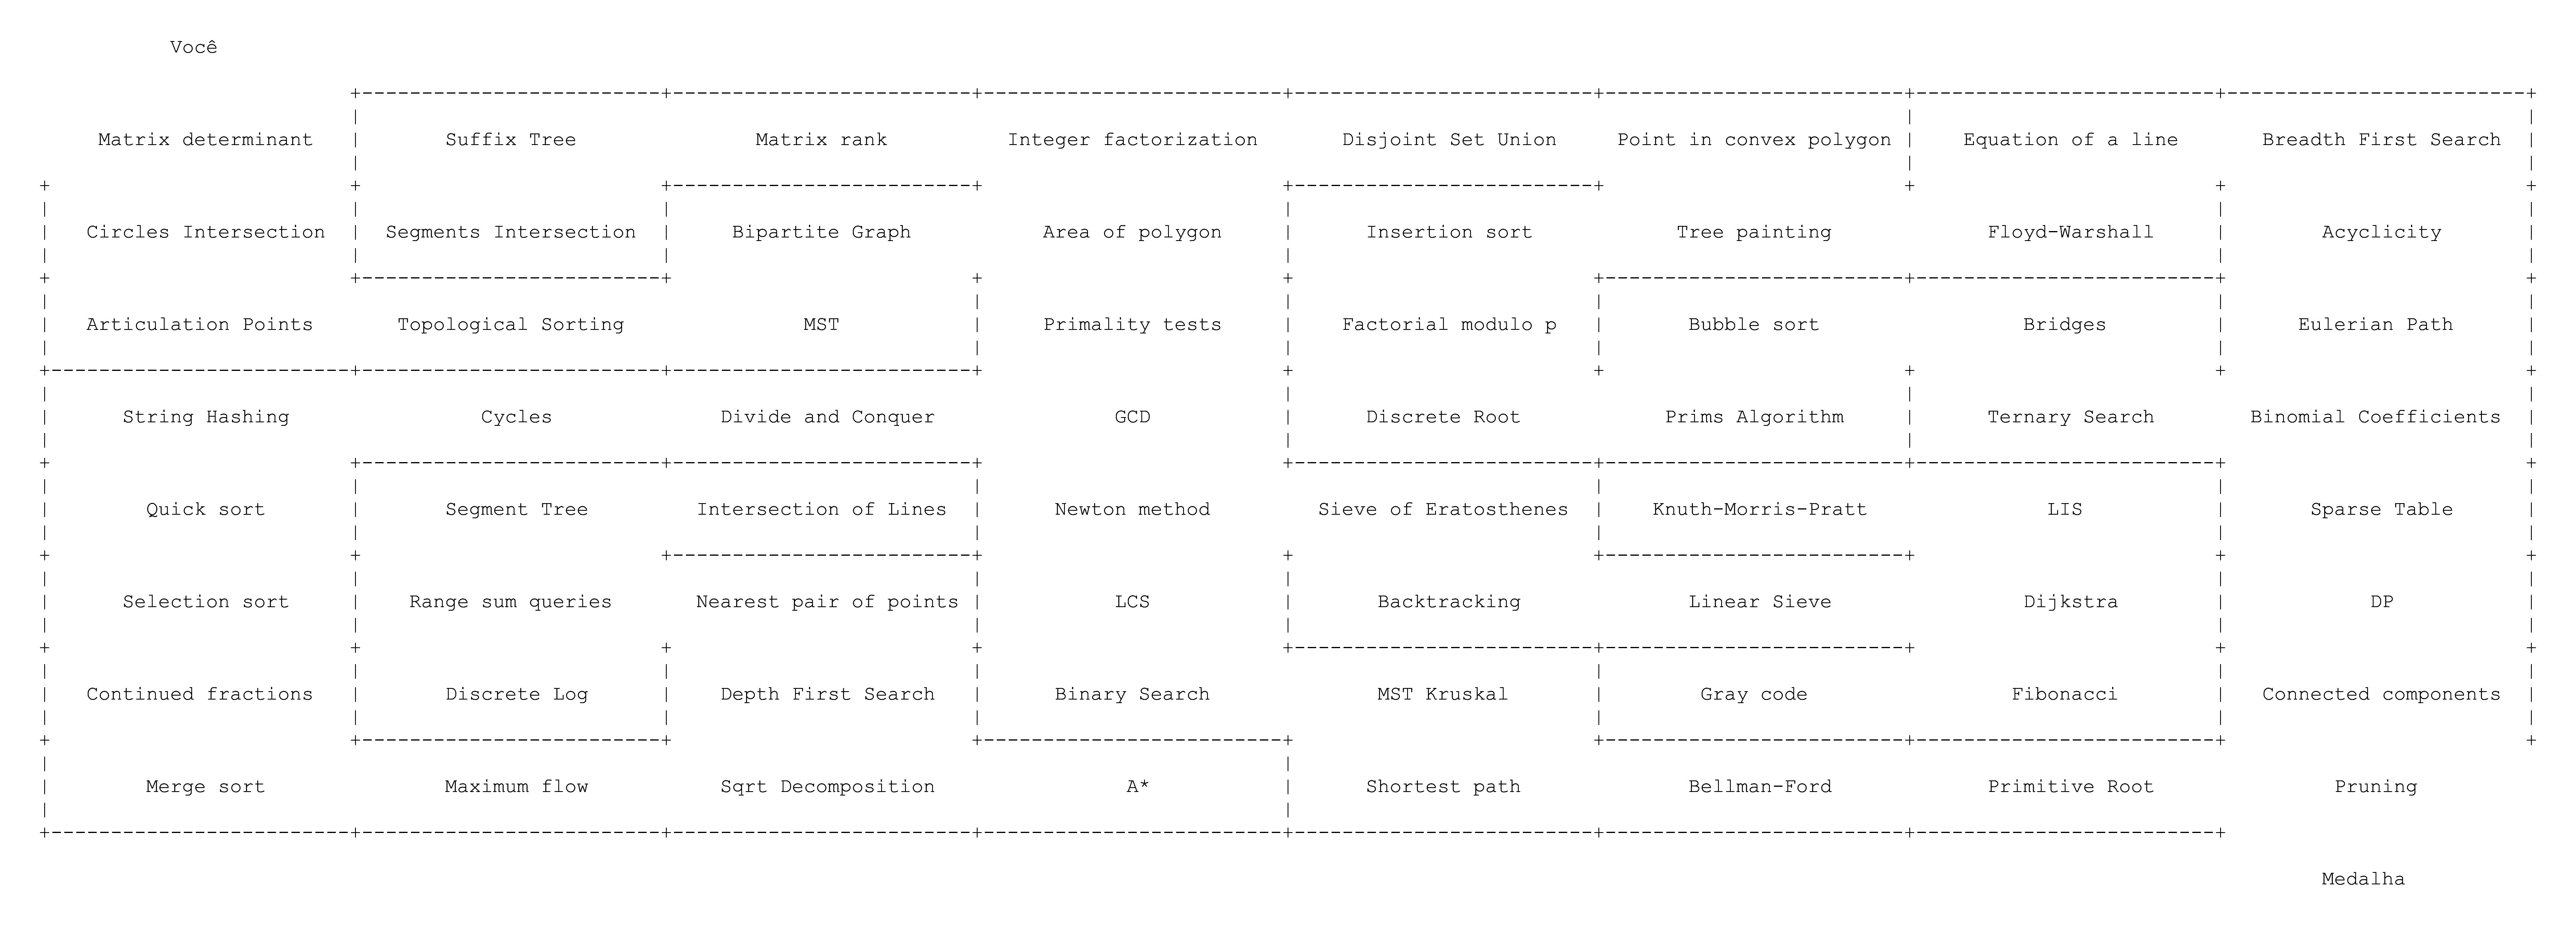 Você
Matrix determinant Suffix Tree Matrix rank Integer factorization Disjoint Set Union Point in convex polygon Equation of a line Breadth First Search
Circles Intersection Segments Intersection Bipartite Graph Area of polygon Insertion sort Tree painting Floyd-Warshall Acyclicity
Articulation Points Topological Sorting MST Primality tests Factorial modulo p Bubble sort Bridges Eulerian Path
String Hashing Cycles Divide and Conquer GCD Discrete Root Prims Algorithm Ternary Search Binomial Coefficients
Quick sort Segment Tree Intersection of Lines Newton method Sieve of Eratosthenes Knuth-Morris-Pratt LIS Sparse Table
Selection sort Range sum queries Nearest pair of points LCS Backtracking Linear Sieve Dijkstra DP
Continued fractions Discrete Log Depth First Search Binary Search MST Kruskal Gray code Fibonacci Connected components
Merge sort Maximum flow Sqrt Decomposition A* Shortest path Bellman-Ford Primitive Root Pruning
Medalha